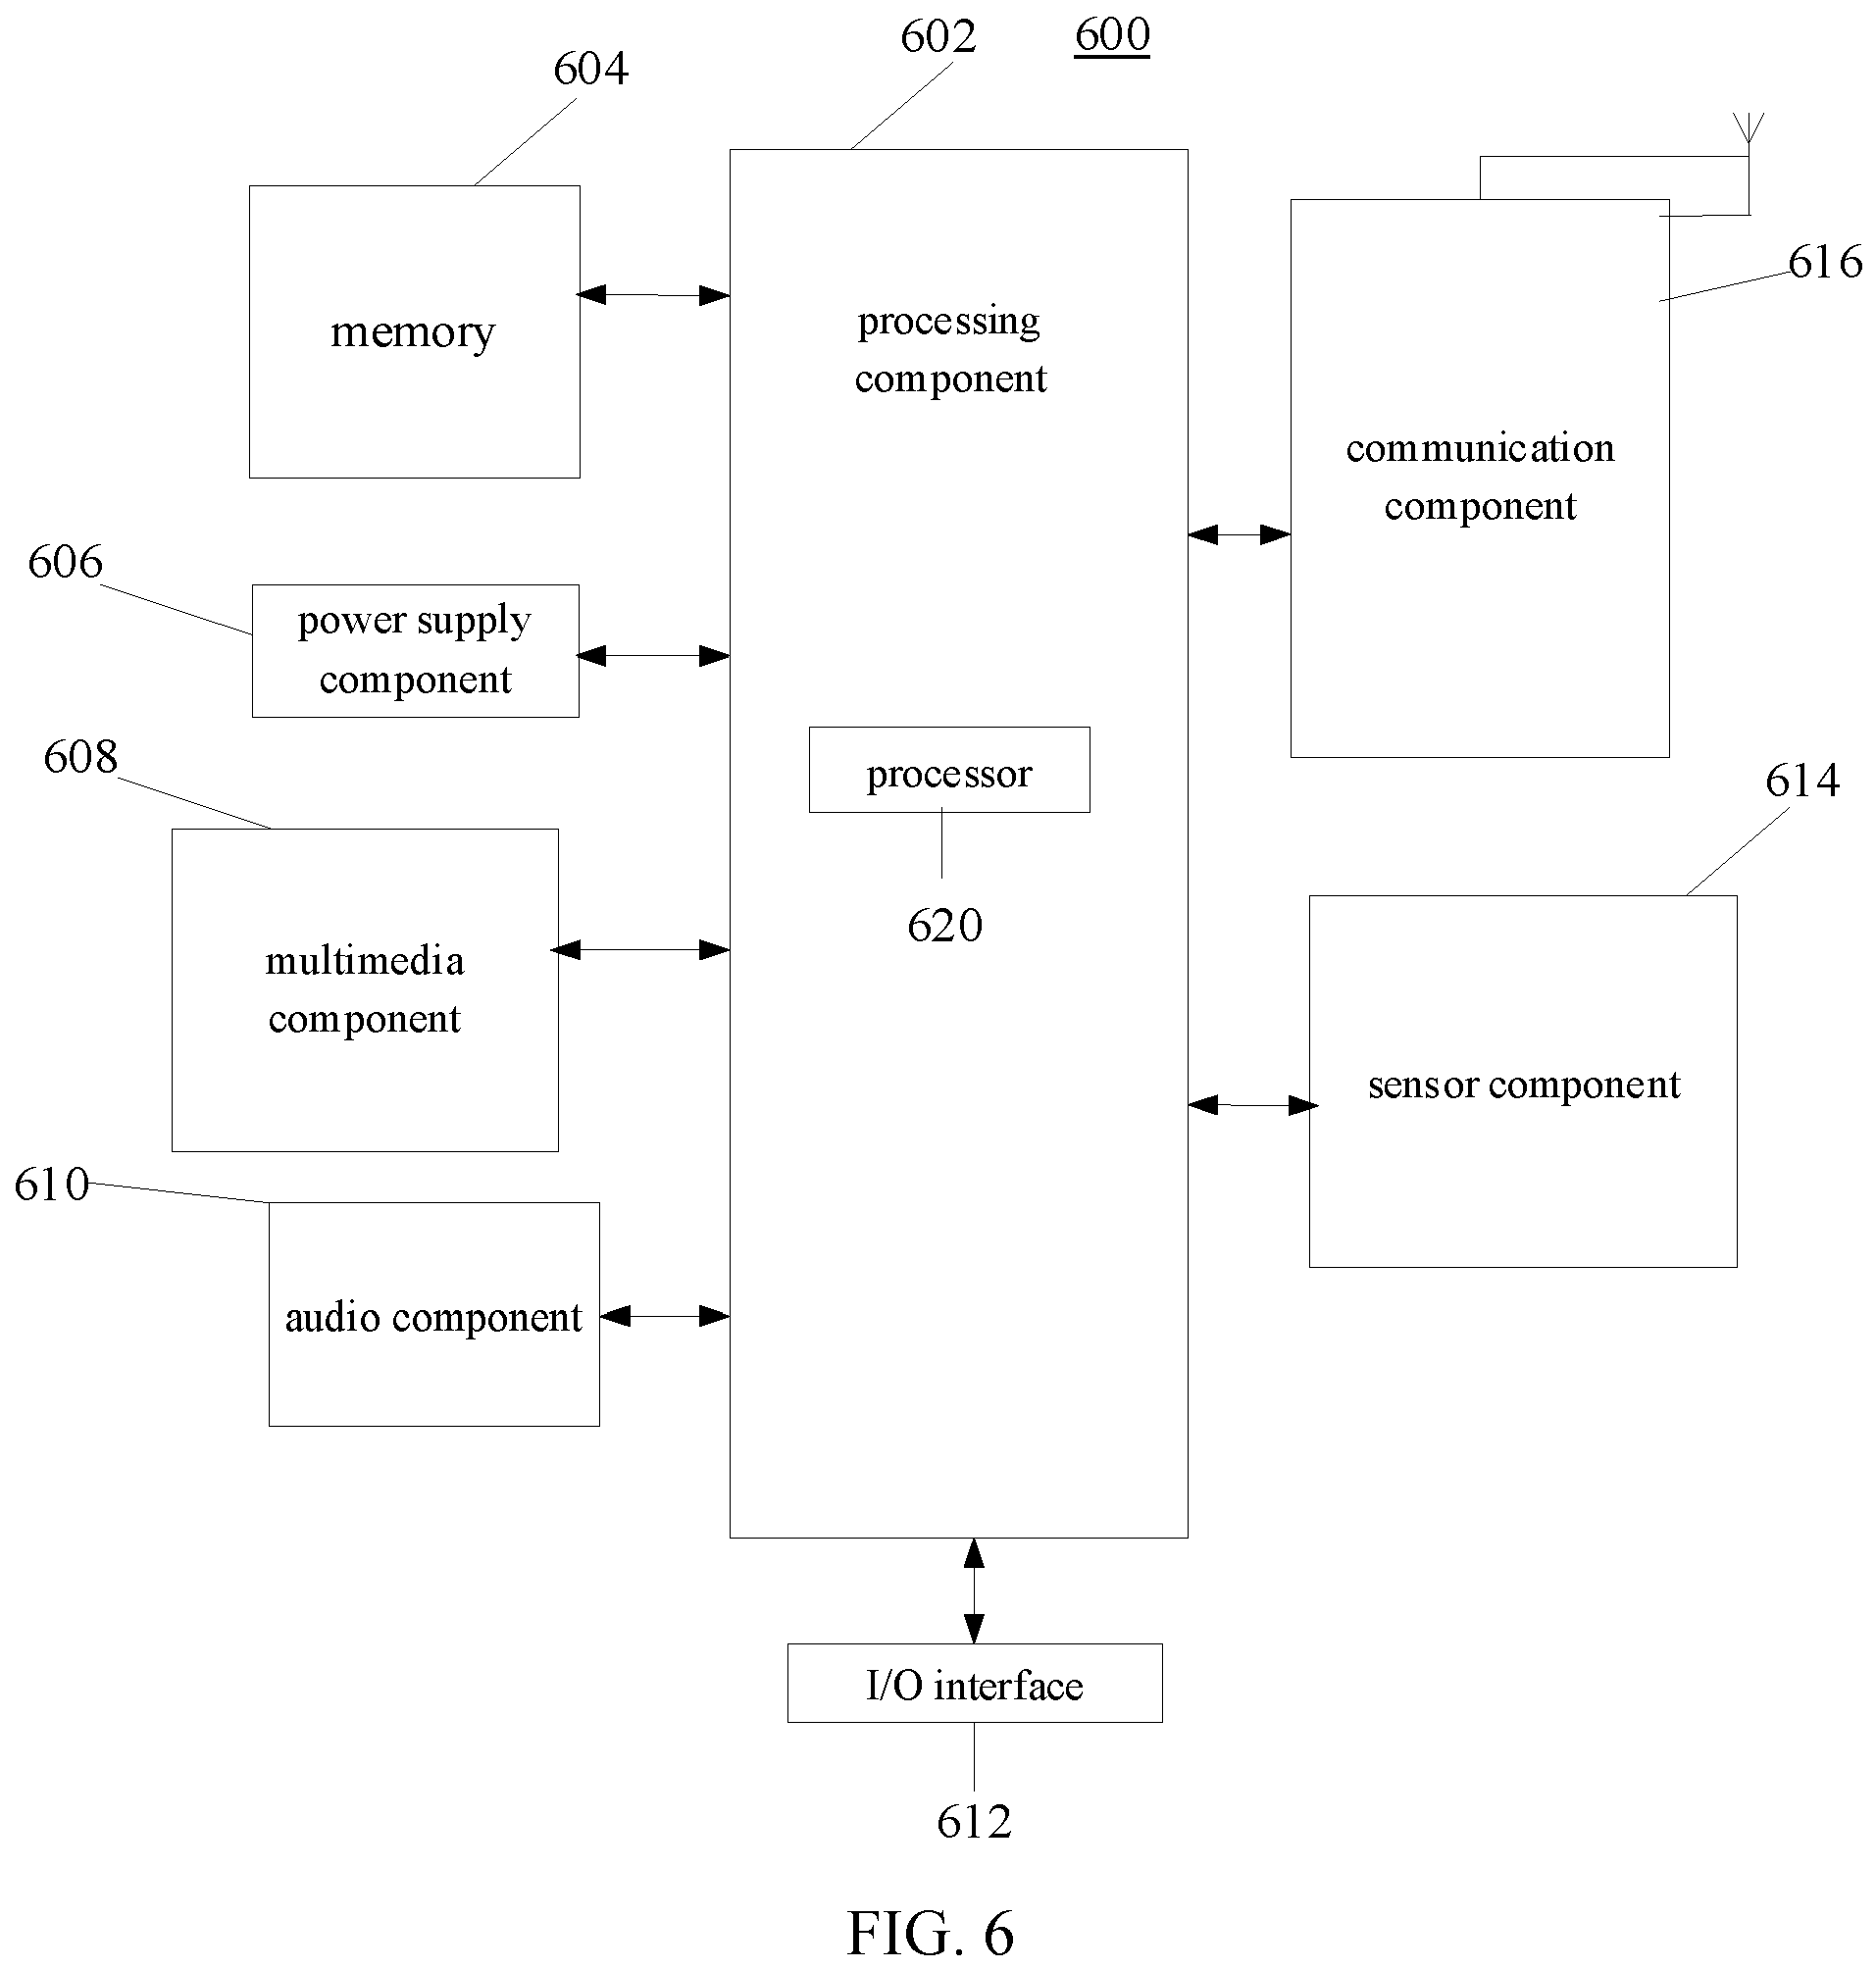 602
600
604
616
memory
processing
component
communication
component
606
power supply
component
608
processor
614
620
multimedia
component
sensor component
610
audio component
I/O interface
612
FIG. 6